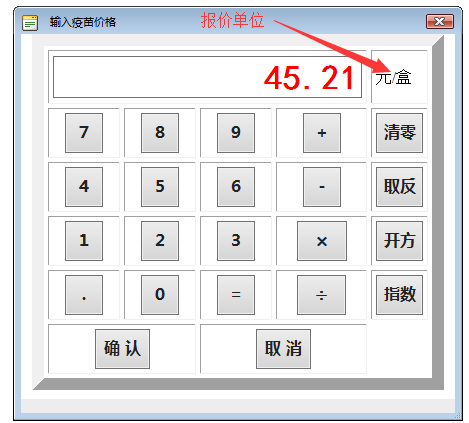 输入疫苗价格
报价单位
45.21 元/盒
7 8 9 + 清零
4 5 6 - 取反
1 2 3 × 开方
. 0 = ÷ 指数
确 认 取 消